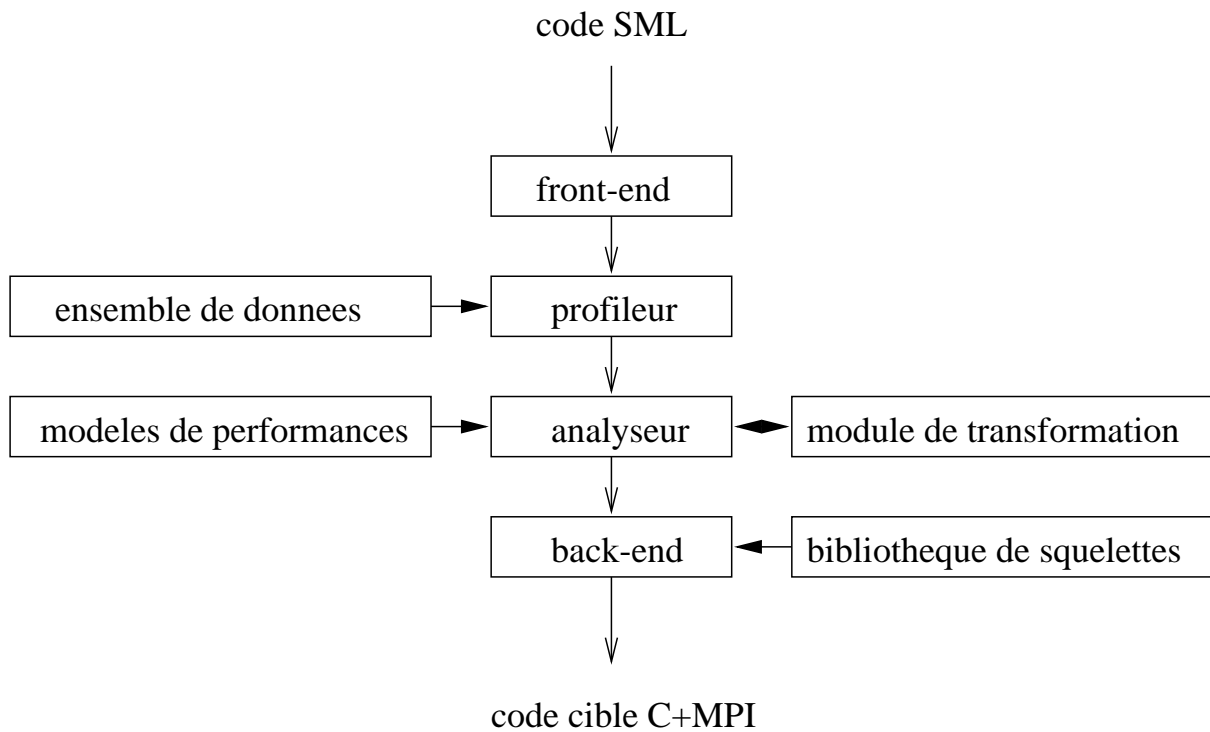 code SML
front-end
ensemble de donnees
profileur
modeles de performances
analyseur
module de transformation
back-end
bibliotheque de squelettes
code cible C+MPI